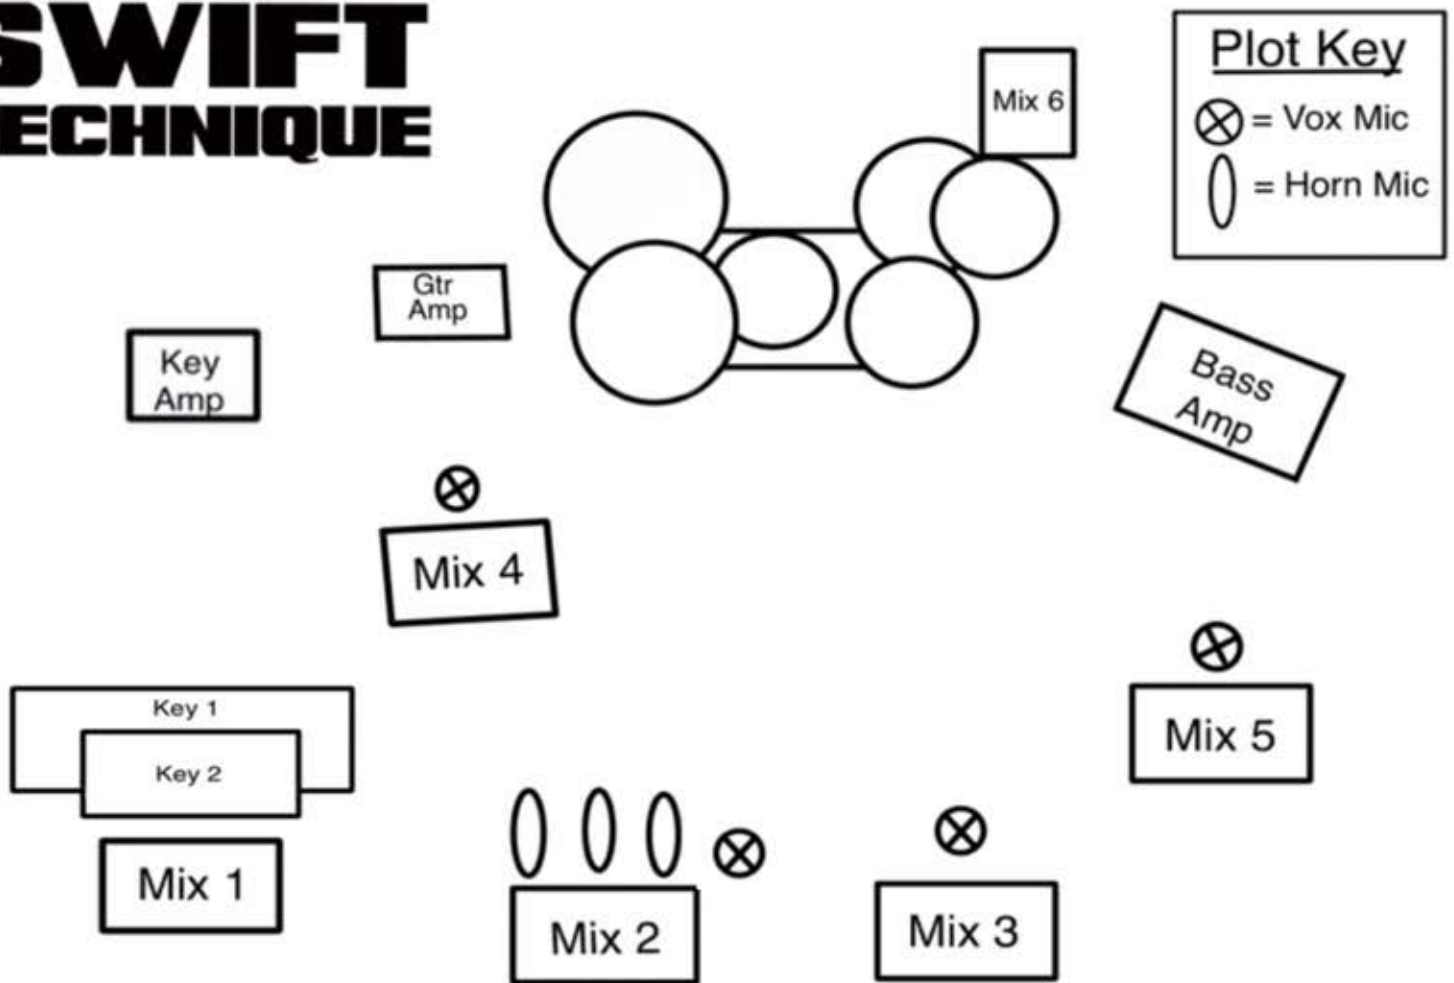 SWIFT
ECHNIQUE
Plot Key
= Vox Mic
= Horn Mic
Mix 6
Gtr
Amp
Key
Amp
Bass
Amp
Mix 4
Key 1
Key 2
Mix 5
Mix 1
Mix 2
Mix 3